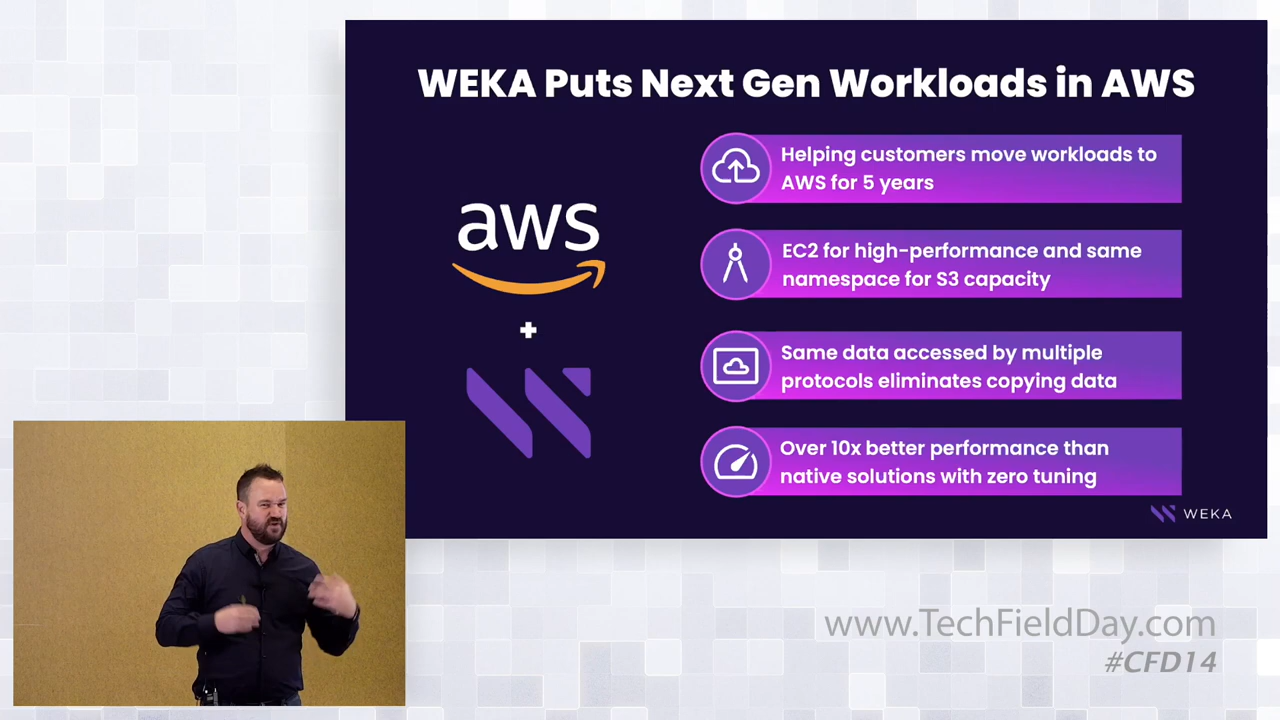 WEKA Puts Next Gen Workloads in AWS
aws
+
Helping customers move workloads to
AWS for 5 years
EC2 for high-performance and same
namespace for S3 capacity
Same data accessed by multiple
protocols eliminates copying data
Over 10x better performance than
native solutions with zero tuning
WEKA
www.TechFieldDay.com
#CFD14